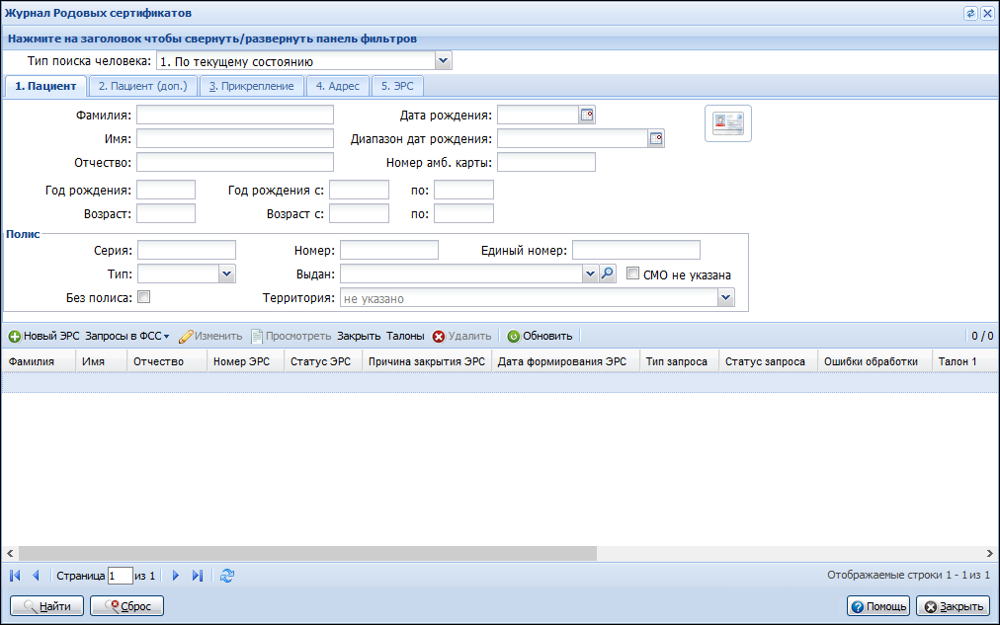 Журнал Родовых сертификатов
Нажмите на заголовок чтобы свернуть/развернуть панель фильтров
Тип поиска человека: 1. По текущему состоянию
1. Пациент 2. Пациент (доп.) 3. Прикрепление 4. Адрес 5. ЭРС
Фамилия: Дата рождения:
Имя: Диапазон дат рождения:
Отчество: Номер амб. карты:
Год рождения: Год рождения с: по:
Возраст: Возраст с: по:
Полис
Серия: Номер: Единый номер:
Тип: Выдан: СМО не указана
Без полиса: Территория: не указано
Новый ЭРС Запросы в ФСС Изменить Просмотреть Закрыть Талоны Удалить Обновить 0 / 0
Фамилия Имя Отчество Номер ЭРС Статус ЭРС Причина закрытия ЭРС Дата формирования ЭРС Тип запроса Статус запроса Ошибки обработки Талон 1
Страница 1 из 1 Отображаемые строки 1 - 1 из 1
Найти Сброс Помощь Закрыть